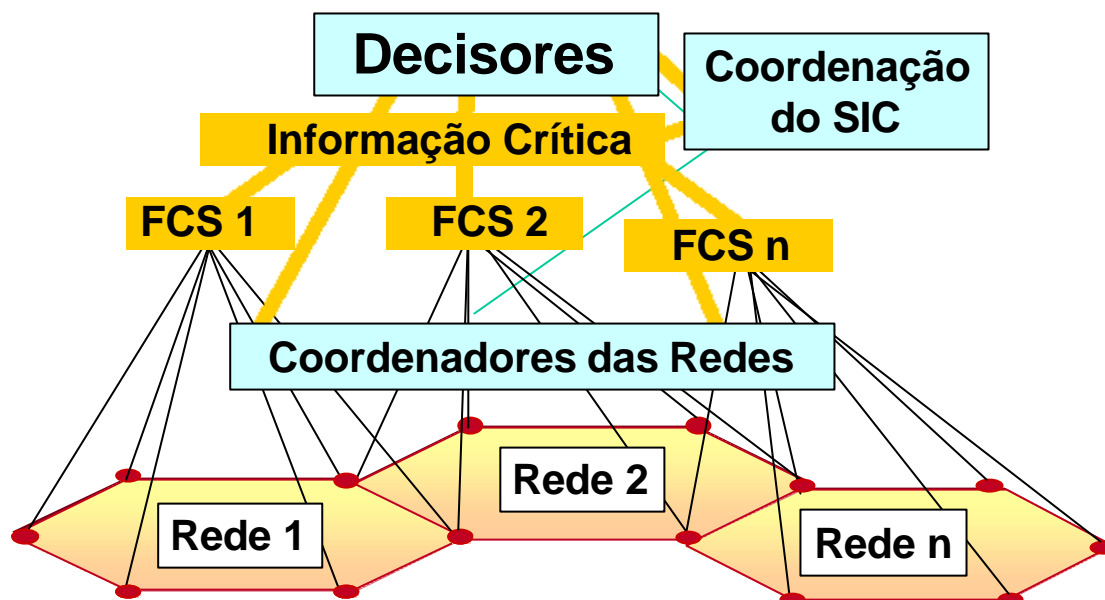 Decisores
Coordenação
do SIC
Informação Crítica
FCS 1
FCS 2
FCS n
Coordenadores das Redes
Rede 1
Rede 2
Rede n